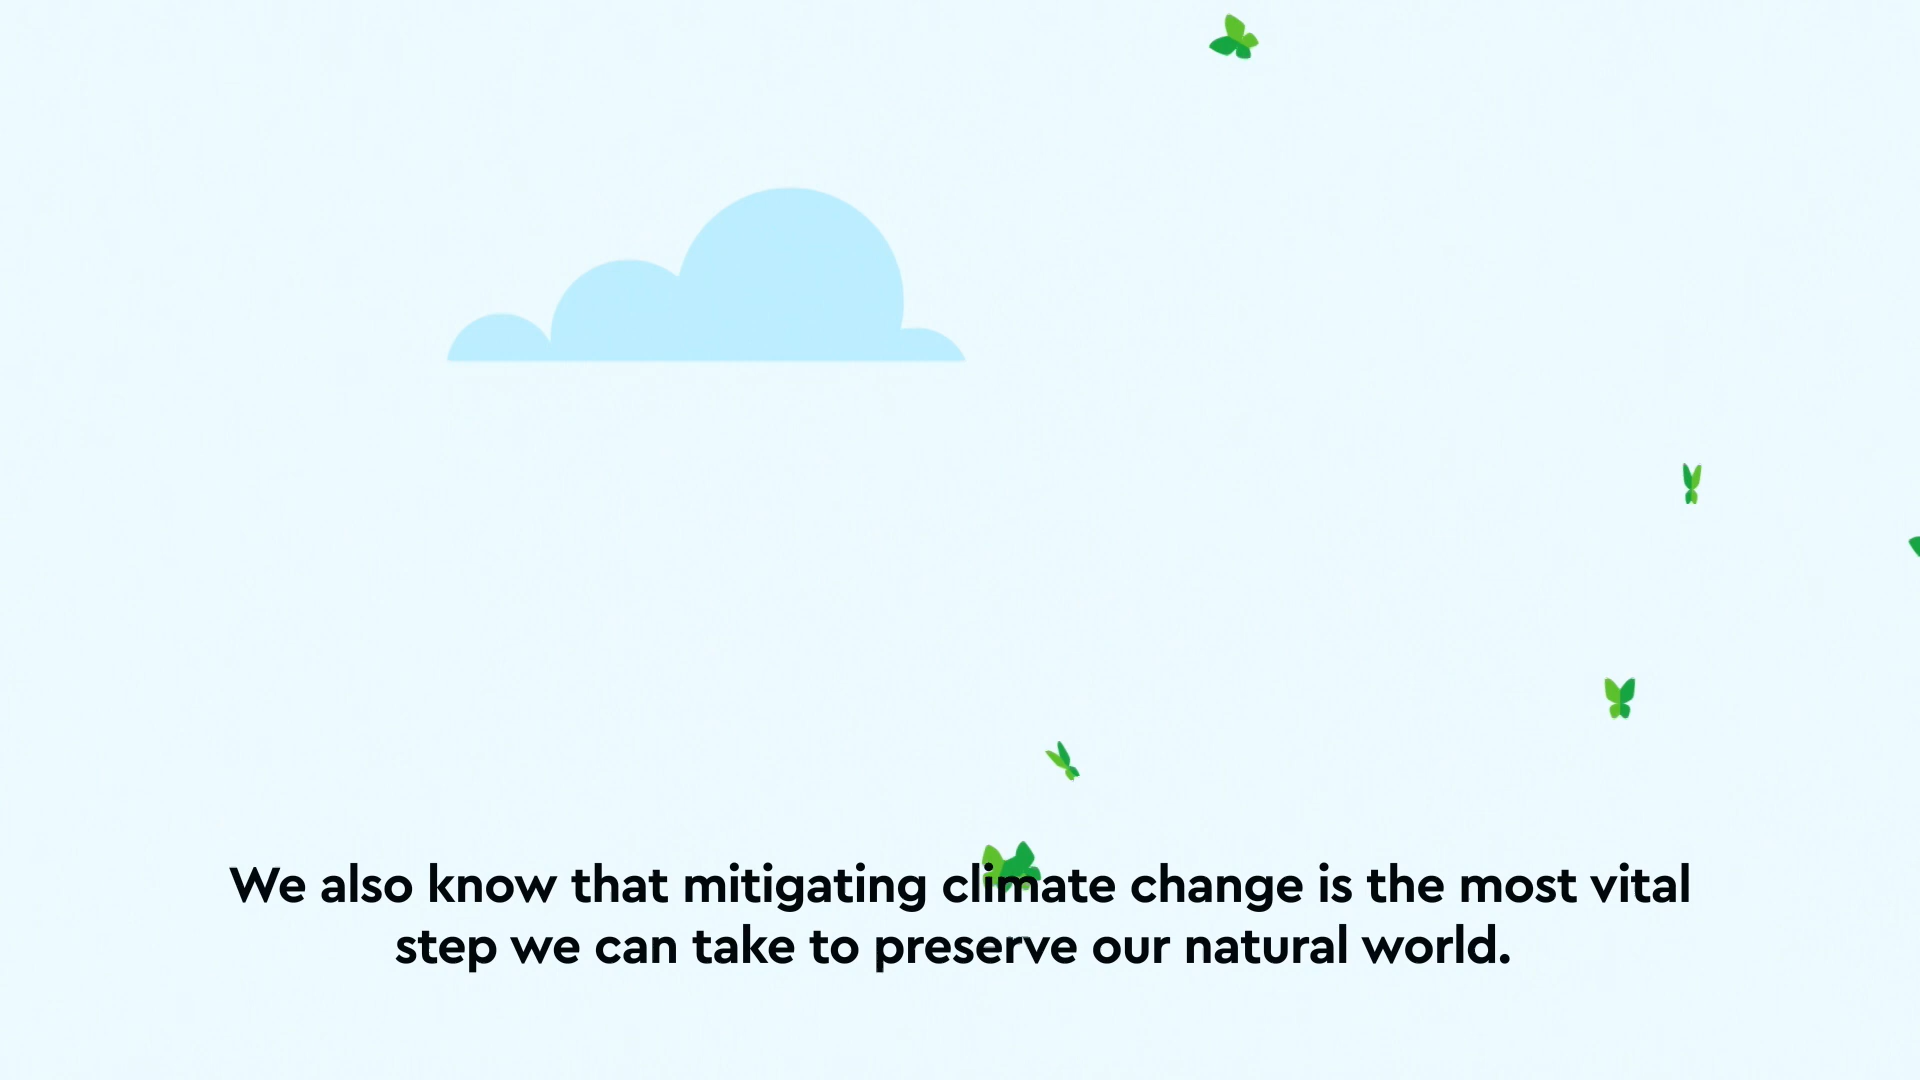 We also know that mitigating climate change is the most vital
step we can take to preserve our natural world.